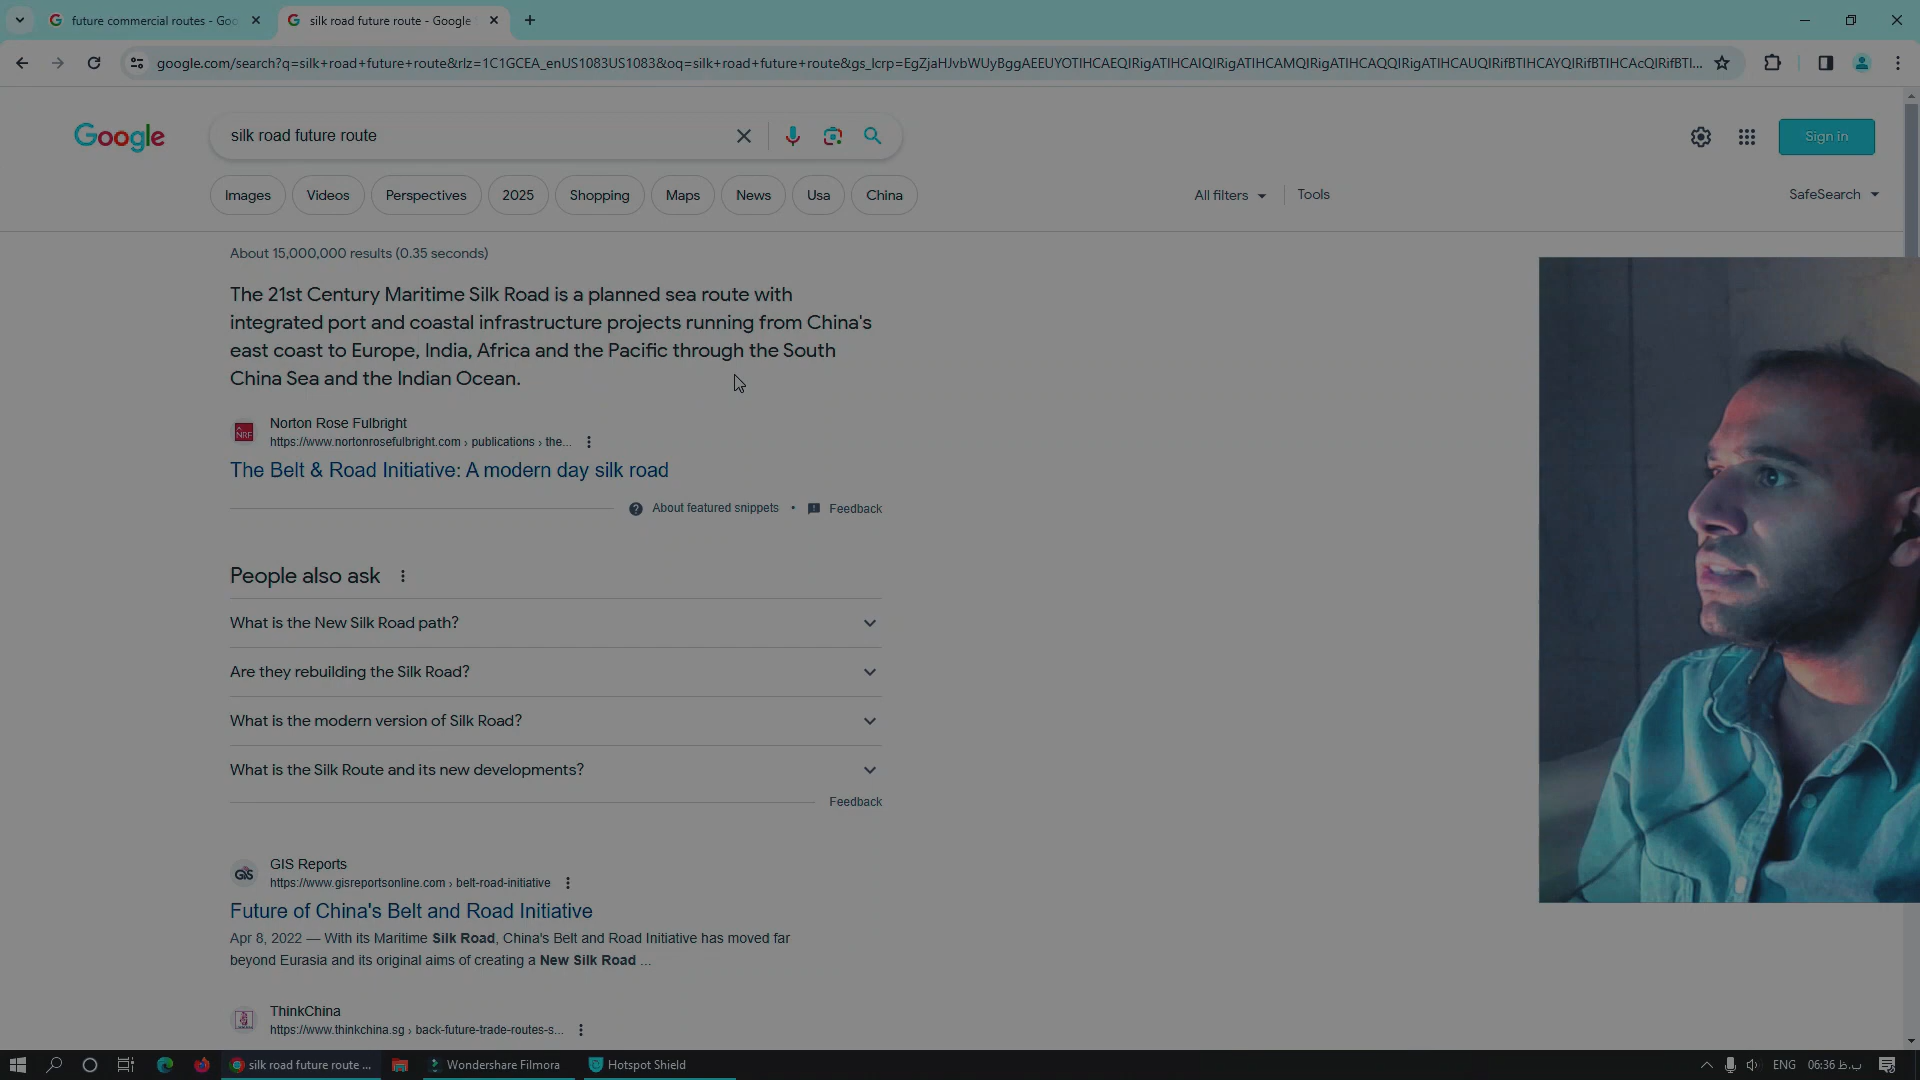 future commercial routes - Goo
silk road future route - Google
google.com/search?q=silk+road+future+route&rlz=1C1GCEA_enUS1083US1083&oq=silk+road+future+route&gs_lcrp=EgZjaHJvbWUyBggAEEUYOTIHCAEQIRigATIHCAIQIRigATIHCAMQIRigATIHCAQQIRigATIHCAUQIRifBTIHCAYQIRifBTIHCAcQIRifBTI...
Google
silk road future route
Sign in
Images
Videos
Perspectives
2025
Shopping
Maps
News
Usa
China
All filters
Tools
SafeSearch
About 15,000,000 results (0.35 seconds)
The 21st Century Maritime Silk Road is a planned sea route with
integrated port and coastal infrastructure projects running from China's
east coast to Europe, India, Africa and the Pacific through the South
China Sea and the Indian Ocean.
NRF
Norton Rose Fulbright
https://www.nortonrosefulbright.com › publications › the...
The Belt & Road Initiative: A modern day silk road
About featured snippets • Feedback
People also ask
What is the New Silk Road path?
Are they rebuilding the Silk Road?
What is the modern version of Silk Road?
What is the Silk Route and its new developments?
Feedback
GIS
GIS Reports
https://www.gisreportsonline.com › belt-road-initiative
Future of China's Belt and Road Initiative
Apr 8, 2022 — With its Maritime Silk Road, China's Belt and Road Initiative has moved far
beyond Eurasia and its original aims of creating a New Silk Road ...
ThinkChina
https://www.thinkchina.sg › back-future-trade-routes-s...
silk road future route ...
Wondershare Filmora
Hotspot Shield
ENG
06:36 ب.ظ